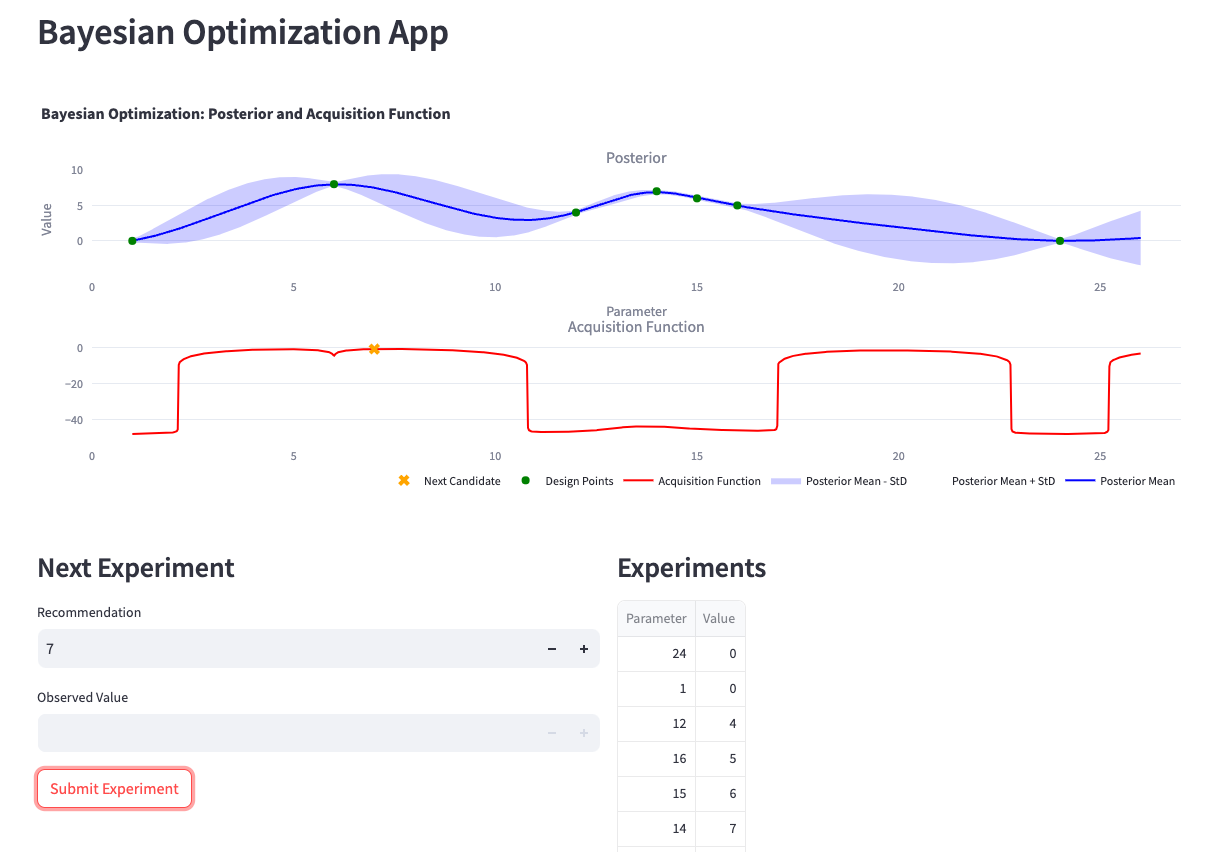 Bayesian Optimization App
Bayesian Optimization: Posterior and Acquisition Function
Posterior
10
5
0
Value
0 5 10 15 20 25
Parameter
Acquisition Function
0
−20
−40
0 5 10 15 20 25
Next Candidate Design Points Acquisition Function Posterior Mean - StD Posterior Mean + StD Posterior Mean
Next Experiment
Recommendation
7 − +
Observed Value
− +
Submit Experiment
Experiments
Parameter Value
24 0
1 0
12 4
16 5
15 6
14 7